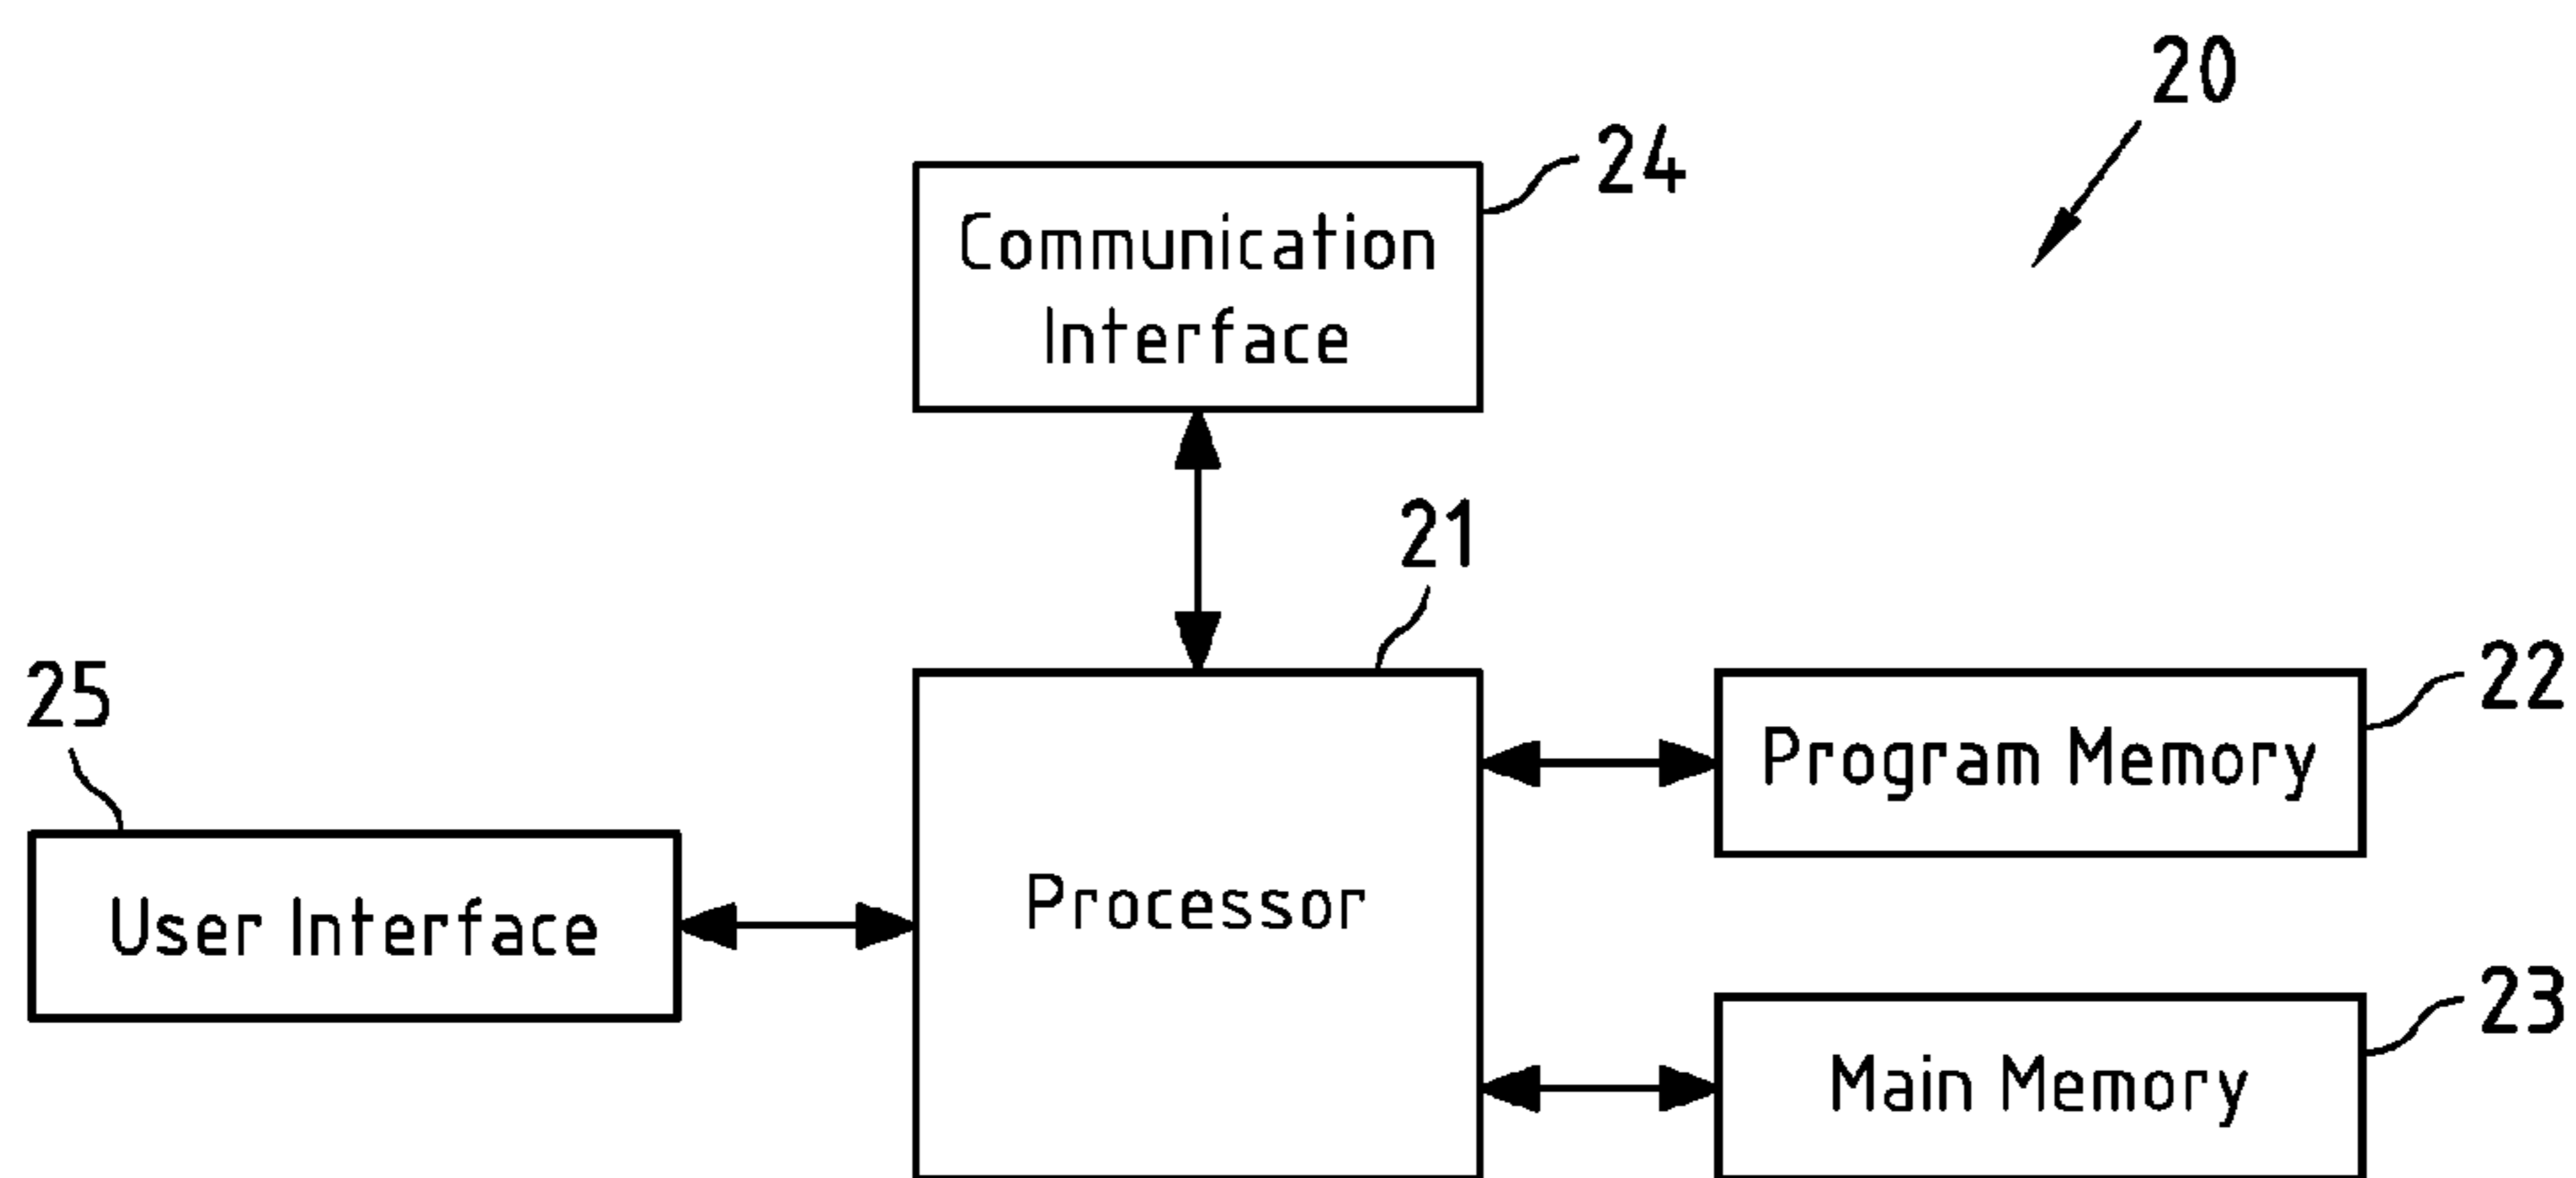 20
24
Communication
Interface
21
25
22
Program Memory
Processor
User Interface
23
Main Memory